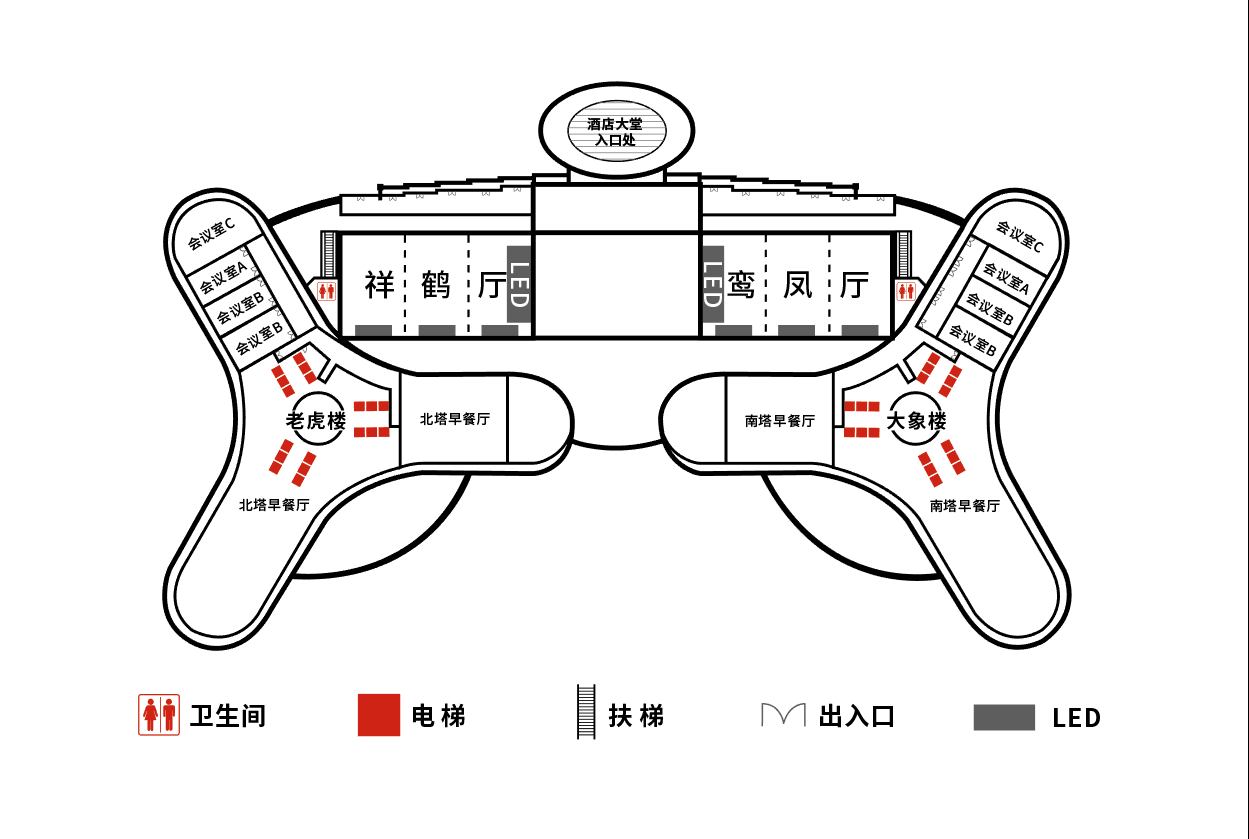 酒店大堂
入口处
会议室C
会议室A
会议室B
会议室B
祥鹤厅
LED
LED
鸾凤厅
会议室C
会议室A
会议室B
会议室B
老虎楼
北塔早餐厅
南塔早餐厅
大象楼
北塔早餐厅
南塔早餐厅
卫生间
电梯
扶梯
出入口
LED